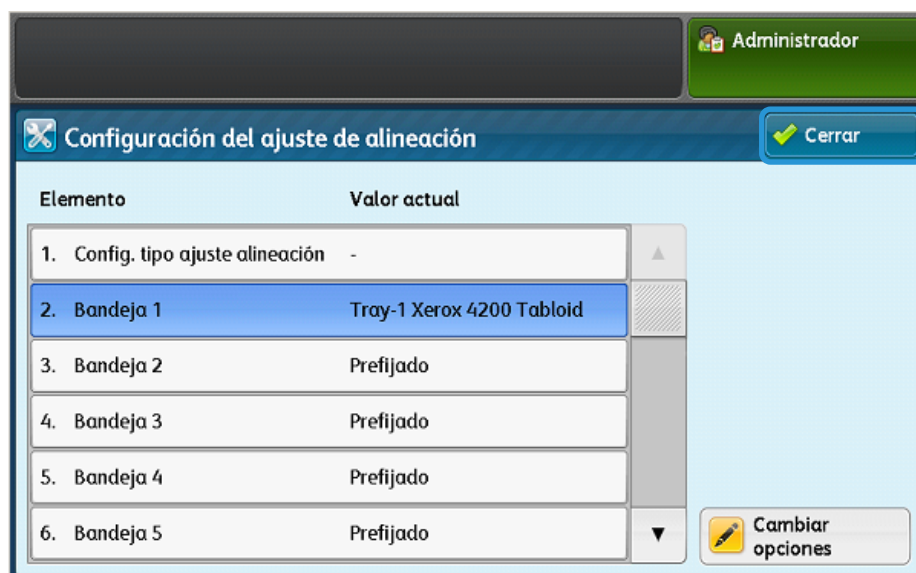 Administrador
Configuración del ajuste de alineación
Cerrar
Elemento Valor actual
1. Config. tipo ajuste alineación -
2. Bandeja 1 Tray-1 Xerox 4200 Tabloid
3. Bandeja 2 Prefijado
4. Bandeja 3 Prefijado
5. Bandeja 4 Prefijado
6. Bandeja 5 Prefijado
Cambiar
opciones